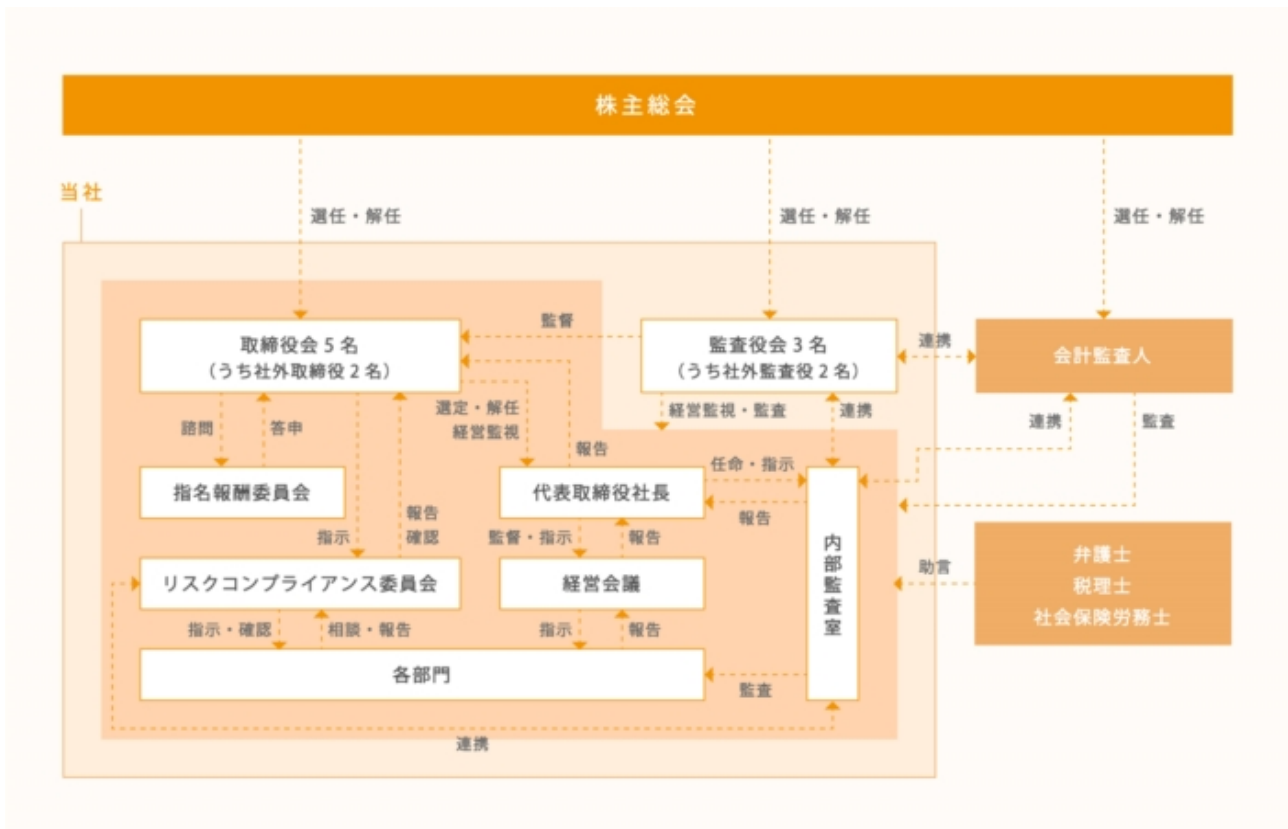 株主総会
当社
選任・解任
選任・解任
選任・解任
取締役会 5 名
（うち社外取締役 2 名）
監督
監査役会 3 名
（うち社外監査役 2 名）
連携
会計監査人
諮問
答申
選定・解任
経営監視
報告
経営監視・監査
連携
連携
監査
指名報酬委員会
代表取締役社長
任命・指示
報告
内部監査室
指示
報告
確認
監督・指示
報告
リスクコンプライアンス委員会
経営会議
助言
弁護士
税理士
社会保険労務士
指示・確認
相談・報告
指示
報告
各部門
監査
連携